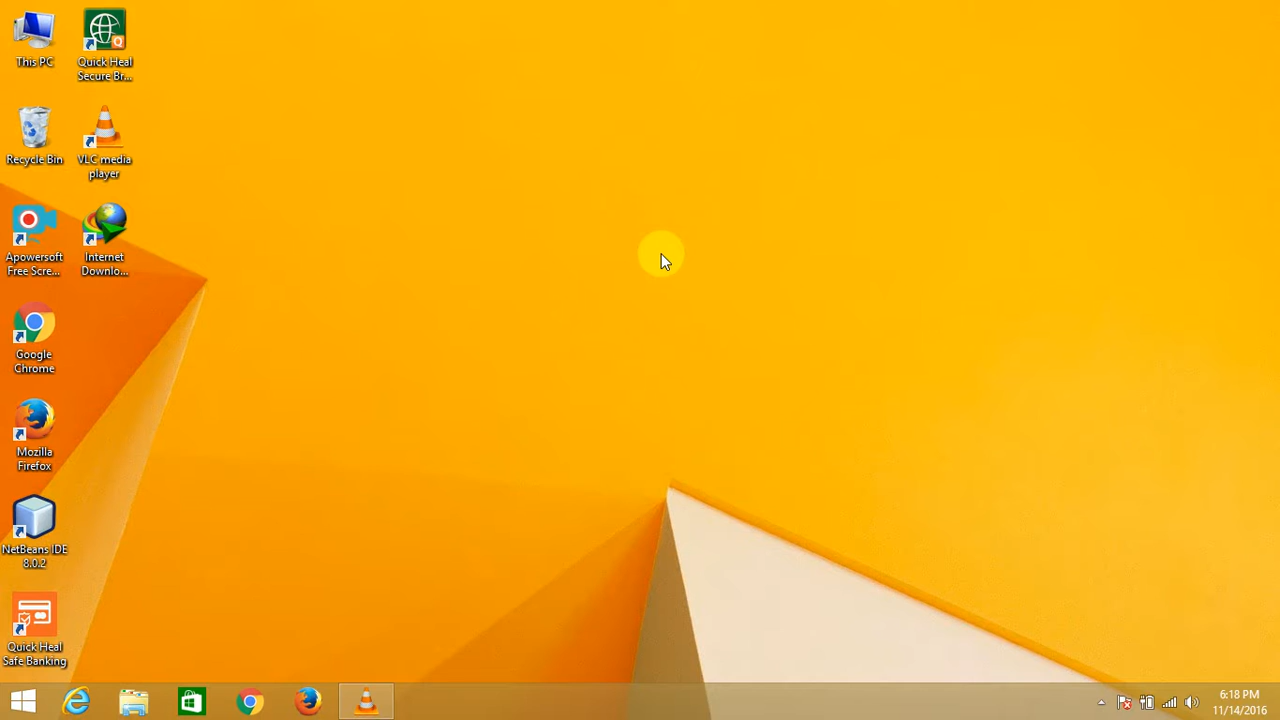 This PC
Quick Heal
Secure Br...
Recycle Bin
VLC media
player
Apowersoft
Free Scre...
Internet
Downlo...
Google
Chrome
Mozilla
Firefox
NetBeans IDE
8.0.2
Quick Heal
Safe Banking
6:18 PM
11/14/2016